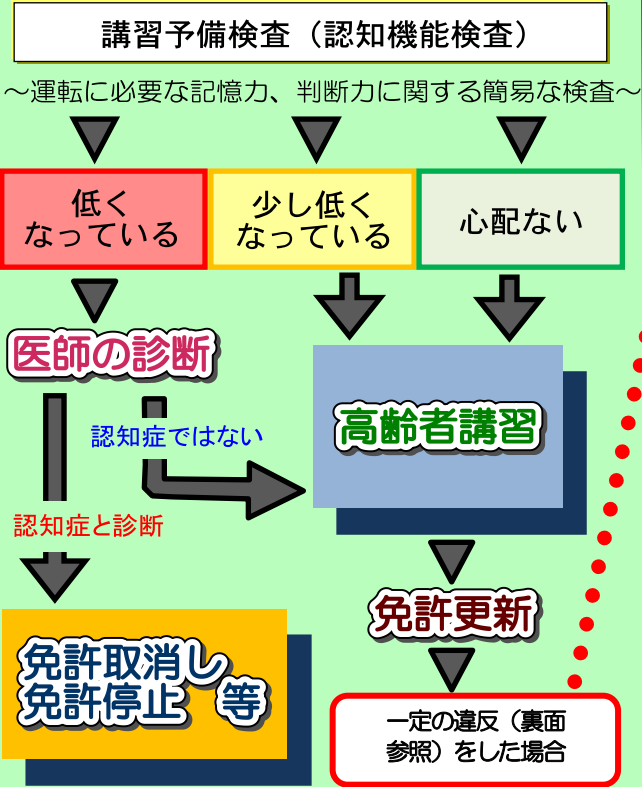 講習予備検査（認知機能検査）
～運転に必要な記憶力、判断力に関する簡易な検査～
低く
なっている
少し低く
なっている
心配ない
医師の診断
高齢者講習
認知症ではない
認知症と診断
免許更新
免許取消し
免許停止　等
一定の違反（裏面
参照）をした場合